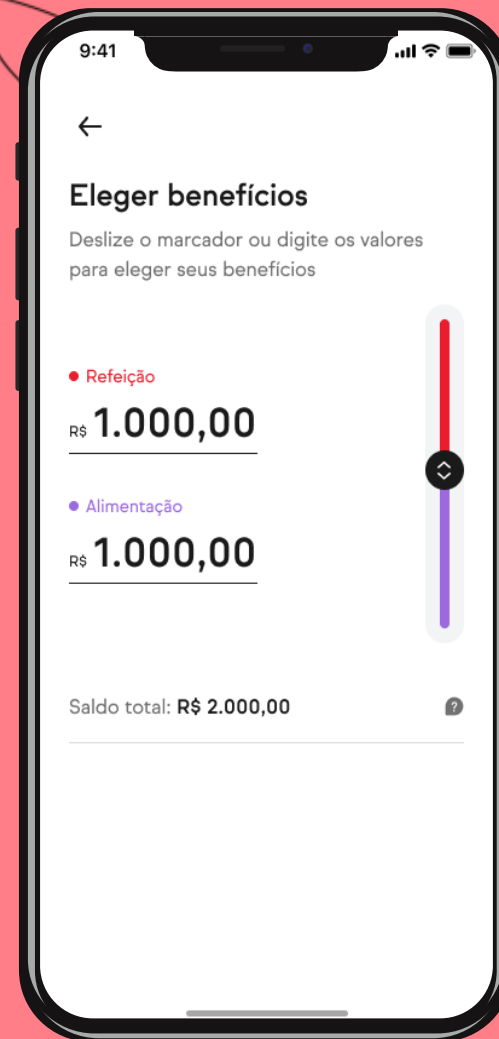 9:41
Eleger benefícios
Deslize o marcador ou digite os valores
para eleger seus benefícios
Refeição
R$ 1.000,00
Alimentação
R$ 1.000,00
Saldo total: R$ 2.000,00 ?